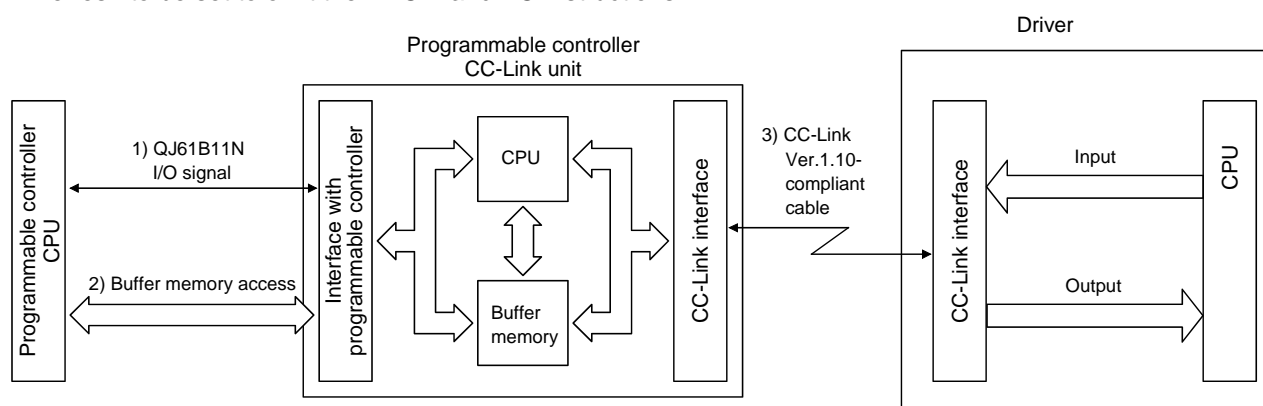 Driver
Programmable controller
CC-Link unit
Programmable controller
CPU
1) QJ61B11N
I/O signal
2) Buffer memory access
Interface with
programmable controller
CPU
Buffer
memory
CC-Link interface
3) CC-Link
Ver.1.10-
compliant
cable
CC-Link interface
Input
Output
CPU